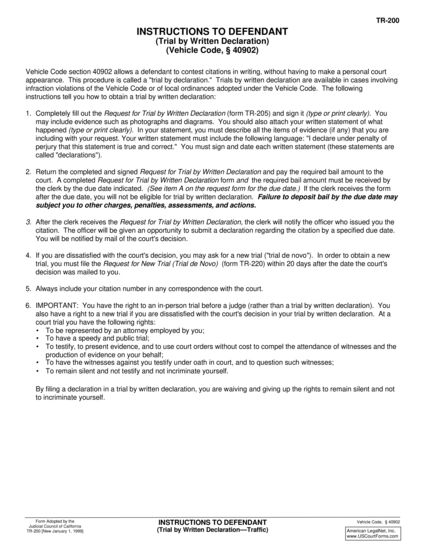 TR-200
INSTRUCTIONS TO DEFENDANT
(Trial by Written Declaration)
(Vehicle Code, § 40902)
Vehicle Code section 40902 allows a defendant to contest citations in writing, without having to make a personal court
appearance. This procedure is called a "trial by declaration." Trials by written declaration are available in cases involving
infraction violations of the Vehicle Code or of local ordinances adopted under the Vehicle Code. The following
instructions tell you how to obtain a trial by written declaration:
1. Completely fill out the Request for Trial by Written Declaration (form TR-205) and sign it (type or print clearly). You
may include evidence such as photographs and diagrams. You should also attach your written statement of what
happened (type or print clearly). In your statement, you must describe all the items of evidence (if any) that you are
including with your request. Your written statement must include the following language: "I declare under penalty of
perjury that this statement is true and correct." You must sign and date each written statement (these statements are
called "declarations").
2. Return the completed and signed Request for Trial by Written Declaration and pay the required bail amount to the
court. A completed Request for Trial by Written Declaration form and the required bail amount must be received by
the clerk by the due date indicated. (See item A on the request form for the due date.) If the clerk receives the form
after the due date, you will not be eligible for trial by written declaration. Failure to deposit bail by the due date may
subject you to other charges, penalties, assessments, and actions.
3. After the clerk receives the Request for Trial by Written Declaration, the clerk will notify the officer who issued you the
citation. The officer will be given an opportunity to submit a declaration regarding the citation by a specified due date.
You will be notified by mail of the court's decision.
4. If you are dissatisfied with the court's decision, you may ask for a new trial ("trial de novo"). In order to obtain a new
trial, you must file the Request for New Trial (Trial de Novo) (form TR-220) within 20 days after the date the court's
decision was mailed to you.
5. Always include your citation number in any correspondence with the court.
6. IMPORTANT: You have the right to an in-person trial before a judge (rather than a trial by written declaration). You
also have a right to a new trial if you are dissatisfied with the court's decision in your trial by written declaration. At a
court trial you have the following rights:
• To be represented by an attorney employed by you;
• To have a speedy and public trial;
• To testify, to present evidence, and to use court orders without cost to compel the attendance of witnesses and the
production of evidence on your behalf;
• To have the witnesses against you testify under oath in court, and to question such witnesses;
• To remain silent and not testify and not incriminate yourself.
By filing a declaration in a trial by written declaration, you are waiving and giving up the rights to remain silent and not
to incriminate yourself.
Form Adopted by the
Judicial Council of California
TR-200 [New January 1, 1999]
INSTRUCTIONS TO DEFENDANT
(Trial by Written Declaration—Traffic)
Vehicle Code, § 40902
American LegalNet, Inc.
www.USCourtForms.com